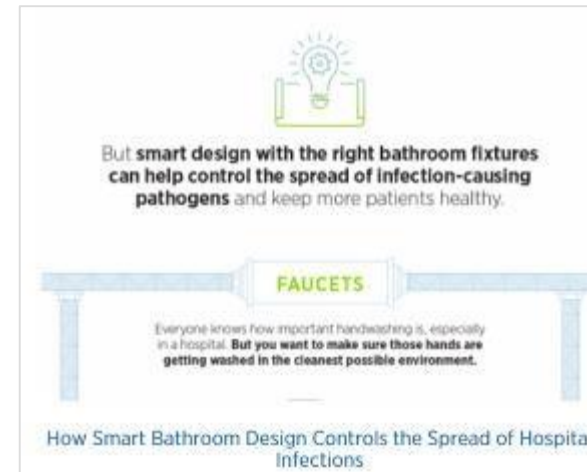 But smart design with the right bathroom fixtures
can help control the spread of infection-causing
pathogens and keep more patients healthy.
FAUCETS
Everyone knows how important handwashing is, especially
in a hospital. But you want to make sure those hands are
getting washed in the cleanest possible environment.
How Smart Bathroom Design Controls the Spread of Hospita
Infections